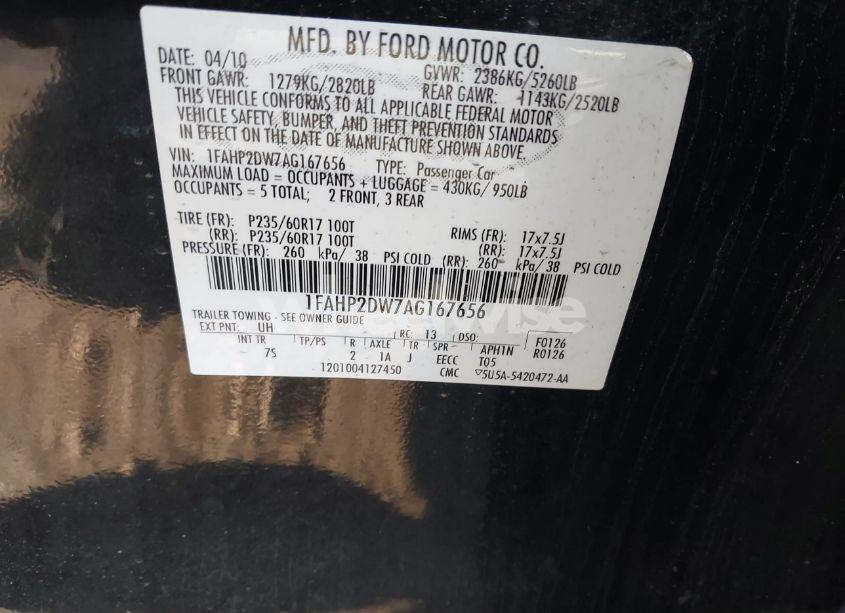 MFD. BY FORD MOTOR CO.
DATE: 04/10 GVWR: 2386KG/5260LB
FRONT GAWR: 1279KG/2820LB REAR GAWR: 1143KG/2520LB
THIS VEHICLE CONFORMS TO ALL APPLICABLE FEDERAL MOTOR
VEHICLE SAFETY, BUMPER, AND THEFT PREVENTION STANDARDS
IN EFFECT ON THE DATE OF MANUFACTURE SHOWN ABOVE.
VIN: 1FAHP2DW7AG167656 TYPE: Passenger Car
MAXIMUM LOAD = OCCUPANTS + LUGGAGE = 430KG/ 950LB
OCCUPANTS = 5 TOTAL; 2 FRONT, 3 REAR
TIRE (FR): P235/60R17 100T RIMS (FR): 17x7.5J
(RR): P235/60R17 100T (RR): 17x7.5J
PRESSURE (FR): 260 kPa/ 38 PSI COLD (RR): 260 kPa/ 38 PSI COLD
1FAHP2DW7AG167656
TRAILER TOWING - SEE OWNER GUIDE
EXT PNT: UH RC: 13 DSO: F0126
INT TR TP/PS R AXLE TR SPR APH1N R0126
7S 2 1A J EECC T05
1201004127450 CMC 5U5A-5420472-AA